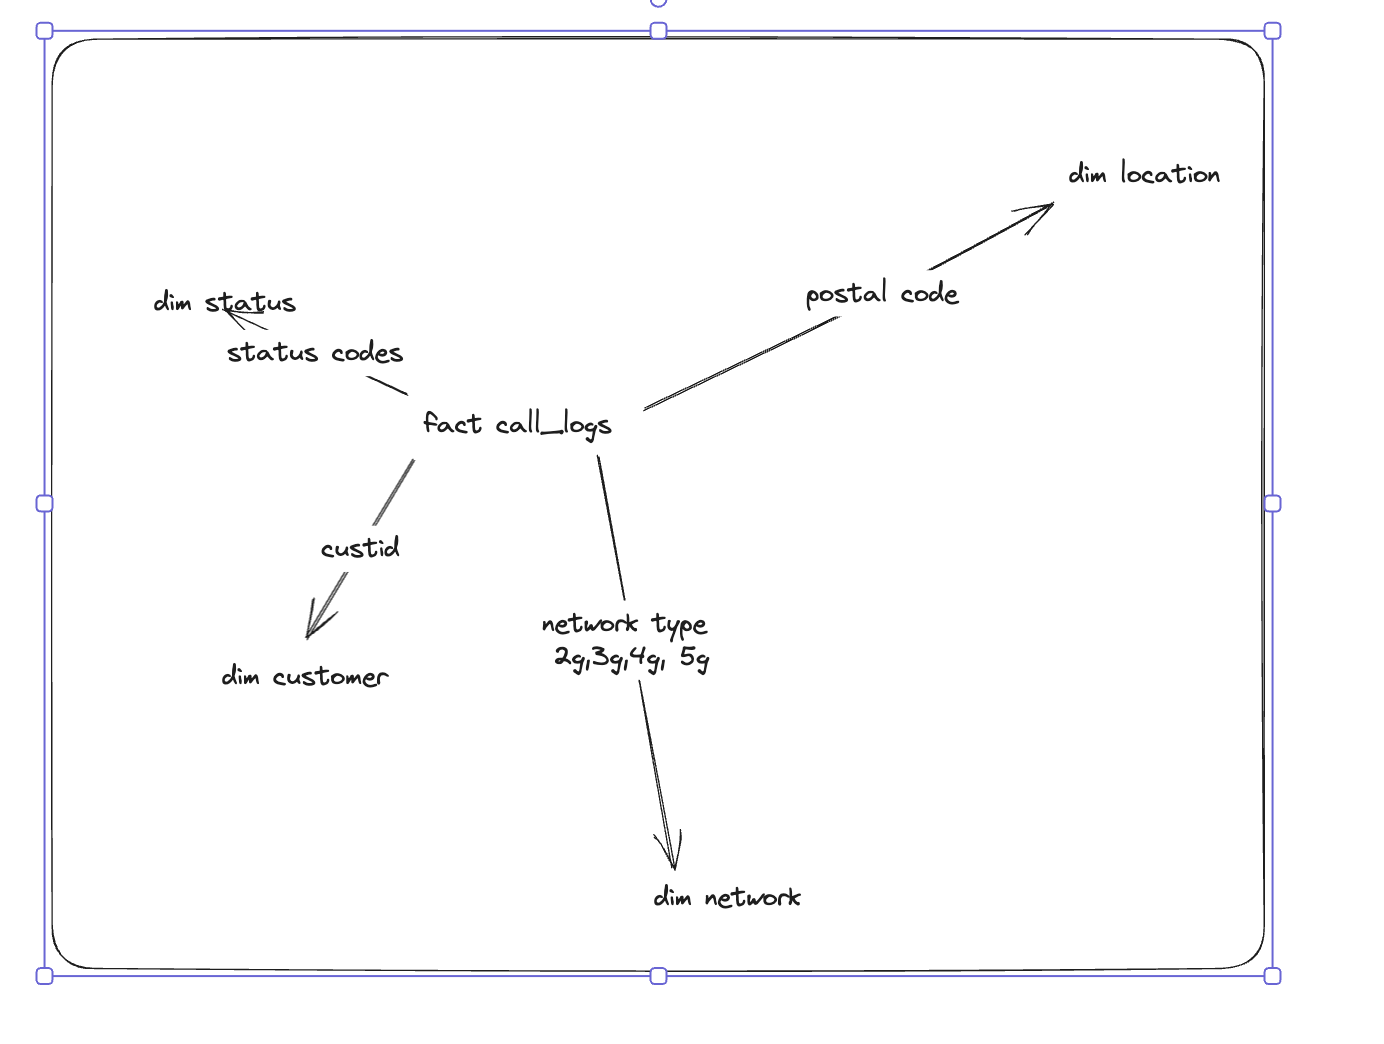 dim location
postal code
dim status
status codes
fact call_logs
custid
network type
2g,3g,4g, 5g
dim customer
dim network